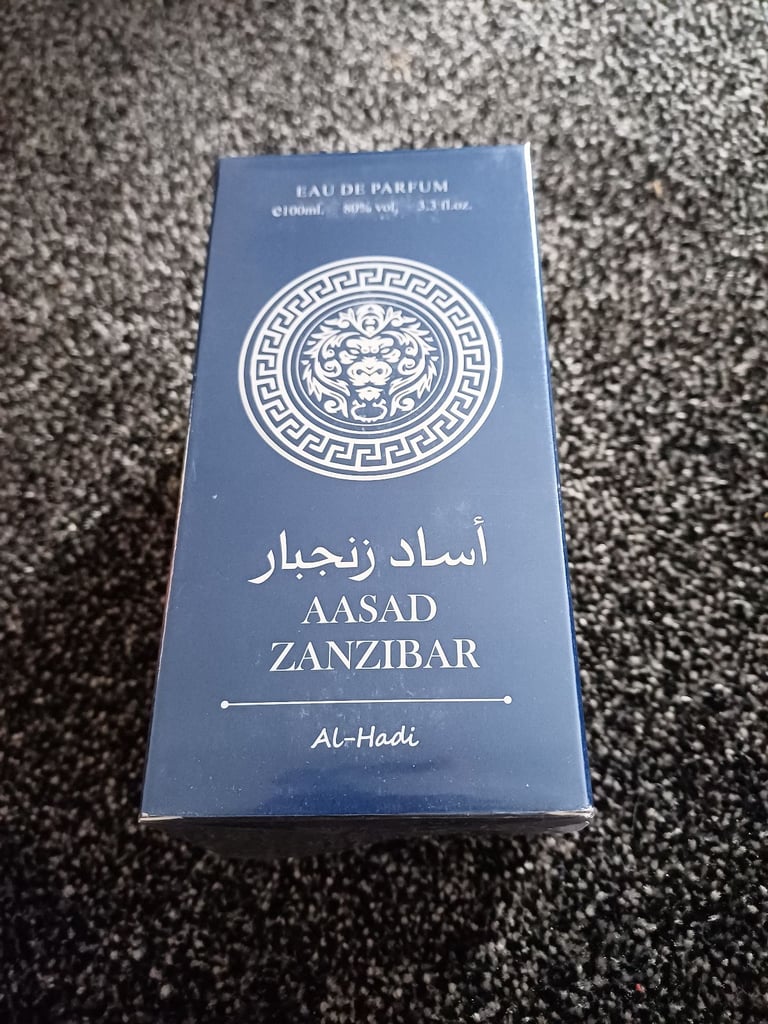 EAU DE PARFUM
℮100ml. 80% vol, 3.3 fl.oz.
أساد زنجبار
AASAD
ZANZIBAR
Al-Hadi